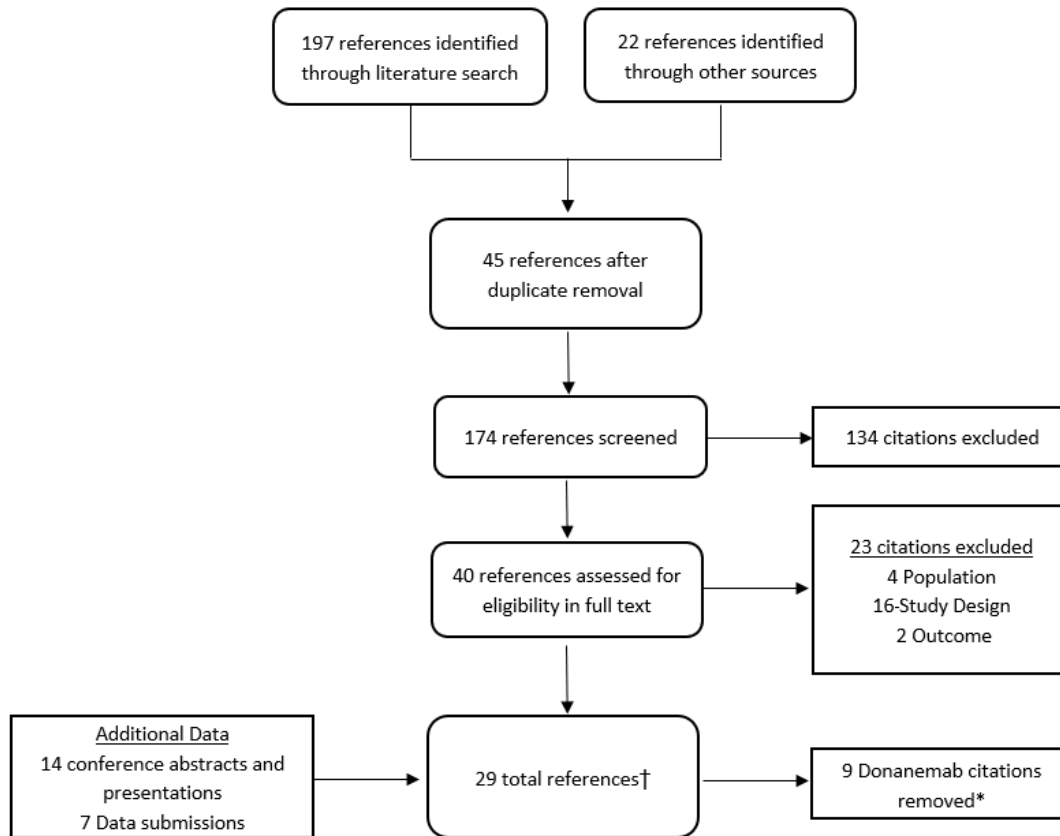 197 references identified
through literature search
22 references identified
through other sources
45 references after
duplicate removal
174 references screened
134 citations excluded
40 references assessed for
eligibility in full text
23 citations excluded
4 Population
16-Study Design
2 Outcome
Additional Data
14 conference abstracts and
presentations
7 Data submissions
29 total references†
9 Donanemab citations
removed*